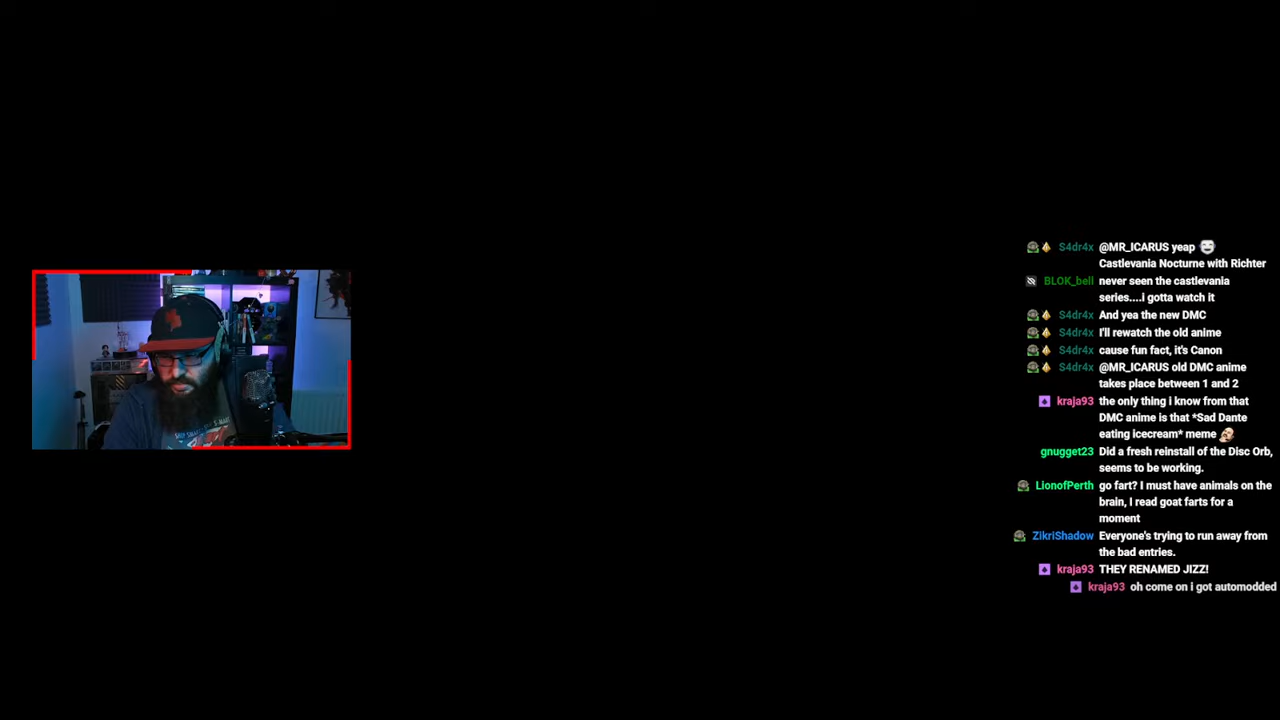 S4dr4x @MR_ICARUS yeap
Castlevania Nocturne with Richter
BLOK_bell never seen the castlevania
series....i gotta watch it
S4dr4x And yea the new DMC
S4dr4x I'll rewatch the old anime
S4dr4x cause fun fact, it's Canon
S4dr4x @MR_ICARUS old DMC anime
takes place between 1 and 2
kraja93 the only thing i know from that
DMC anime is that *Sad Dante
eating icecream* meme
gnugget23 Did a fresh reinstall of the Disc Orb,
seems to be working.
LionofPerth go fart? I must have animals on the
brain, I read goat farts for a
moment
ZikriShadow Everyone's trying to run away from
the bad entries.
kraja93 THEY RENAMED JIZZ!
kraja93 oh come on i got automodded